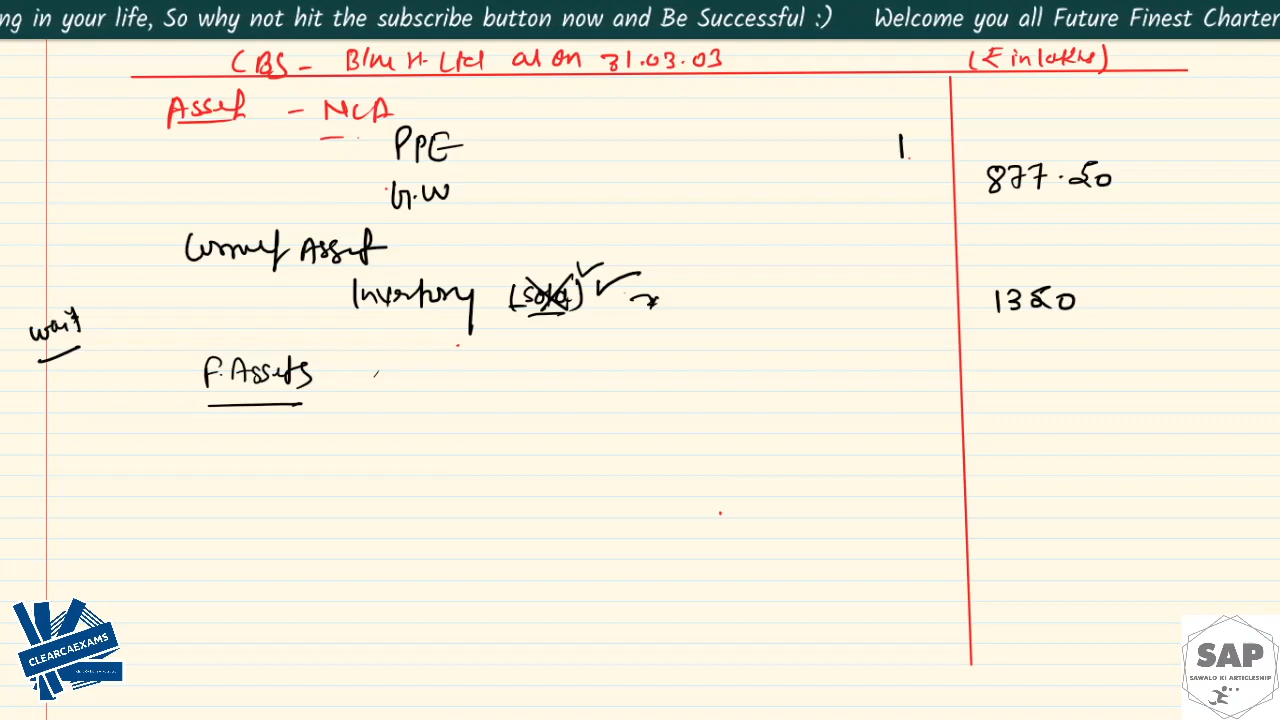 ng in your life, So why not hit the subscribe button now and Be Successful :) Welcome you all Future Finest Charter
CBS - Blue H. Ltd as on 31.03.03 (₹ in lakhs)
Asset - NCA
PPE 1.
877.50
G.W
Current Asset
Inventory 1350
wait
F. Assets
CLEARCAEXAMS
SAP
SAWALO KI ARTICLESHIP